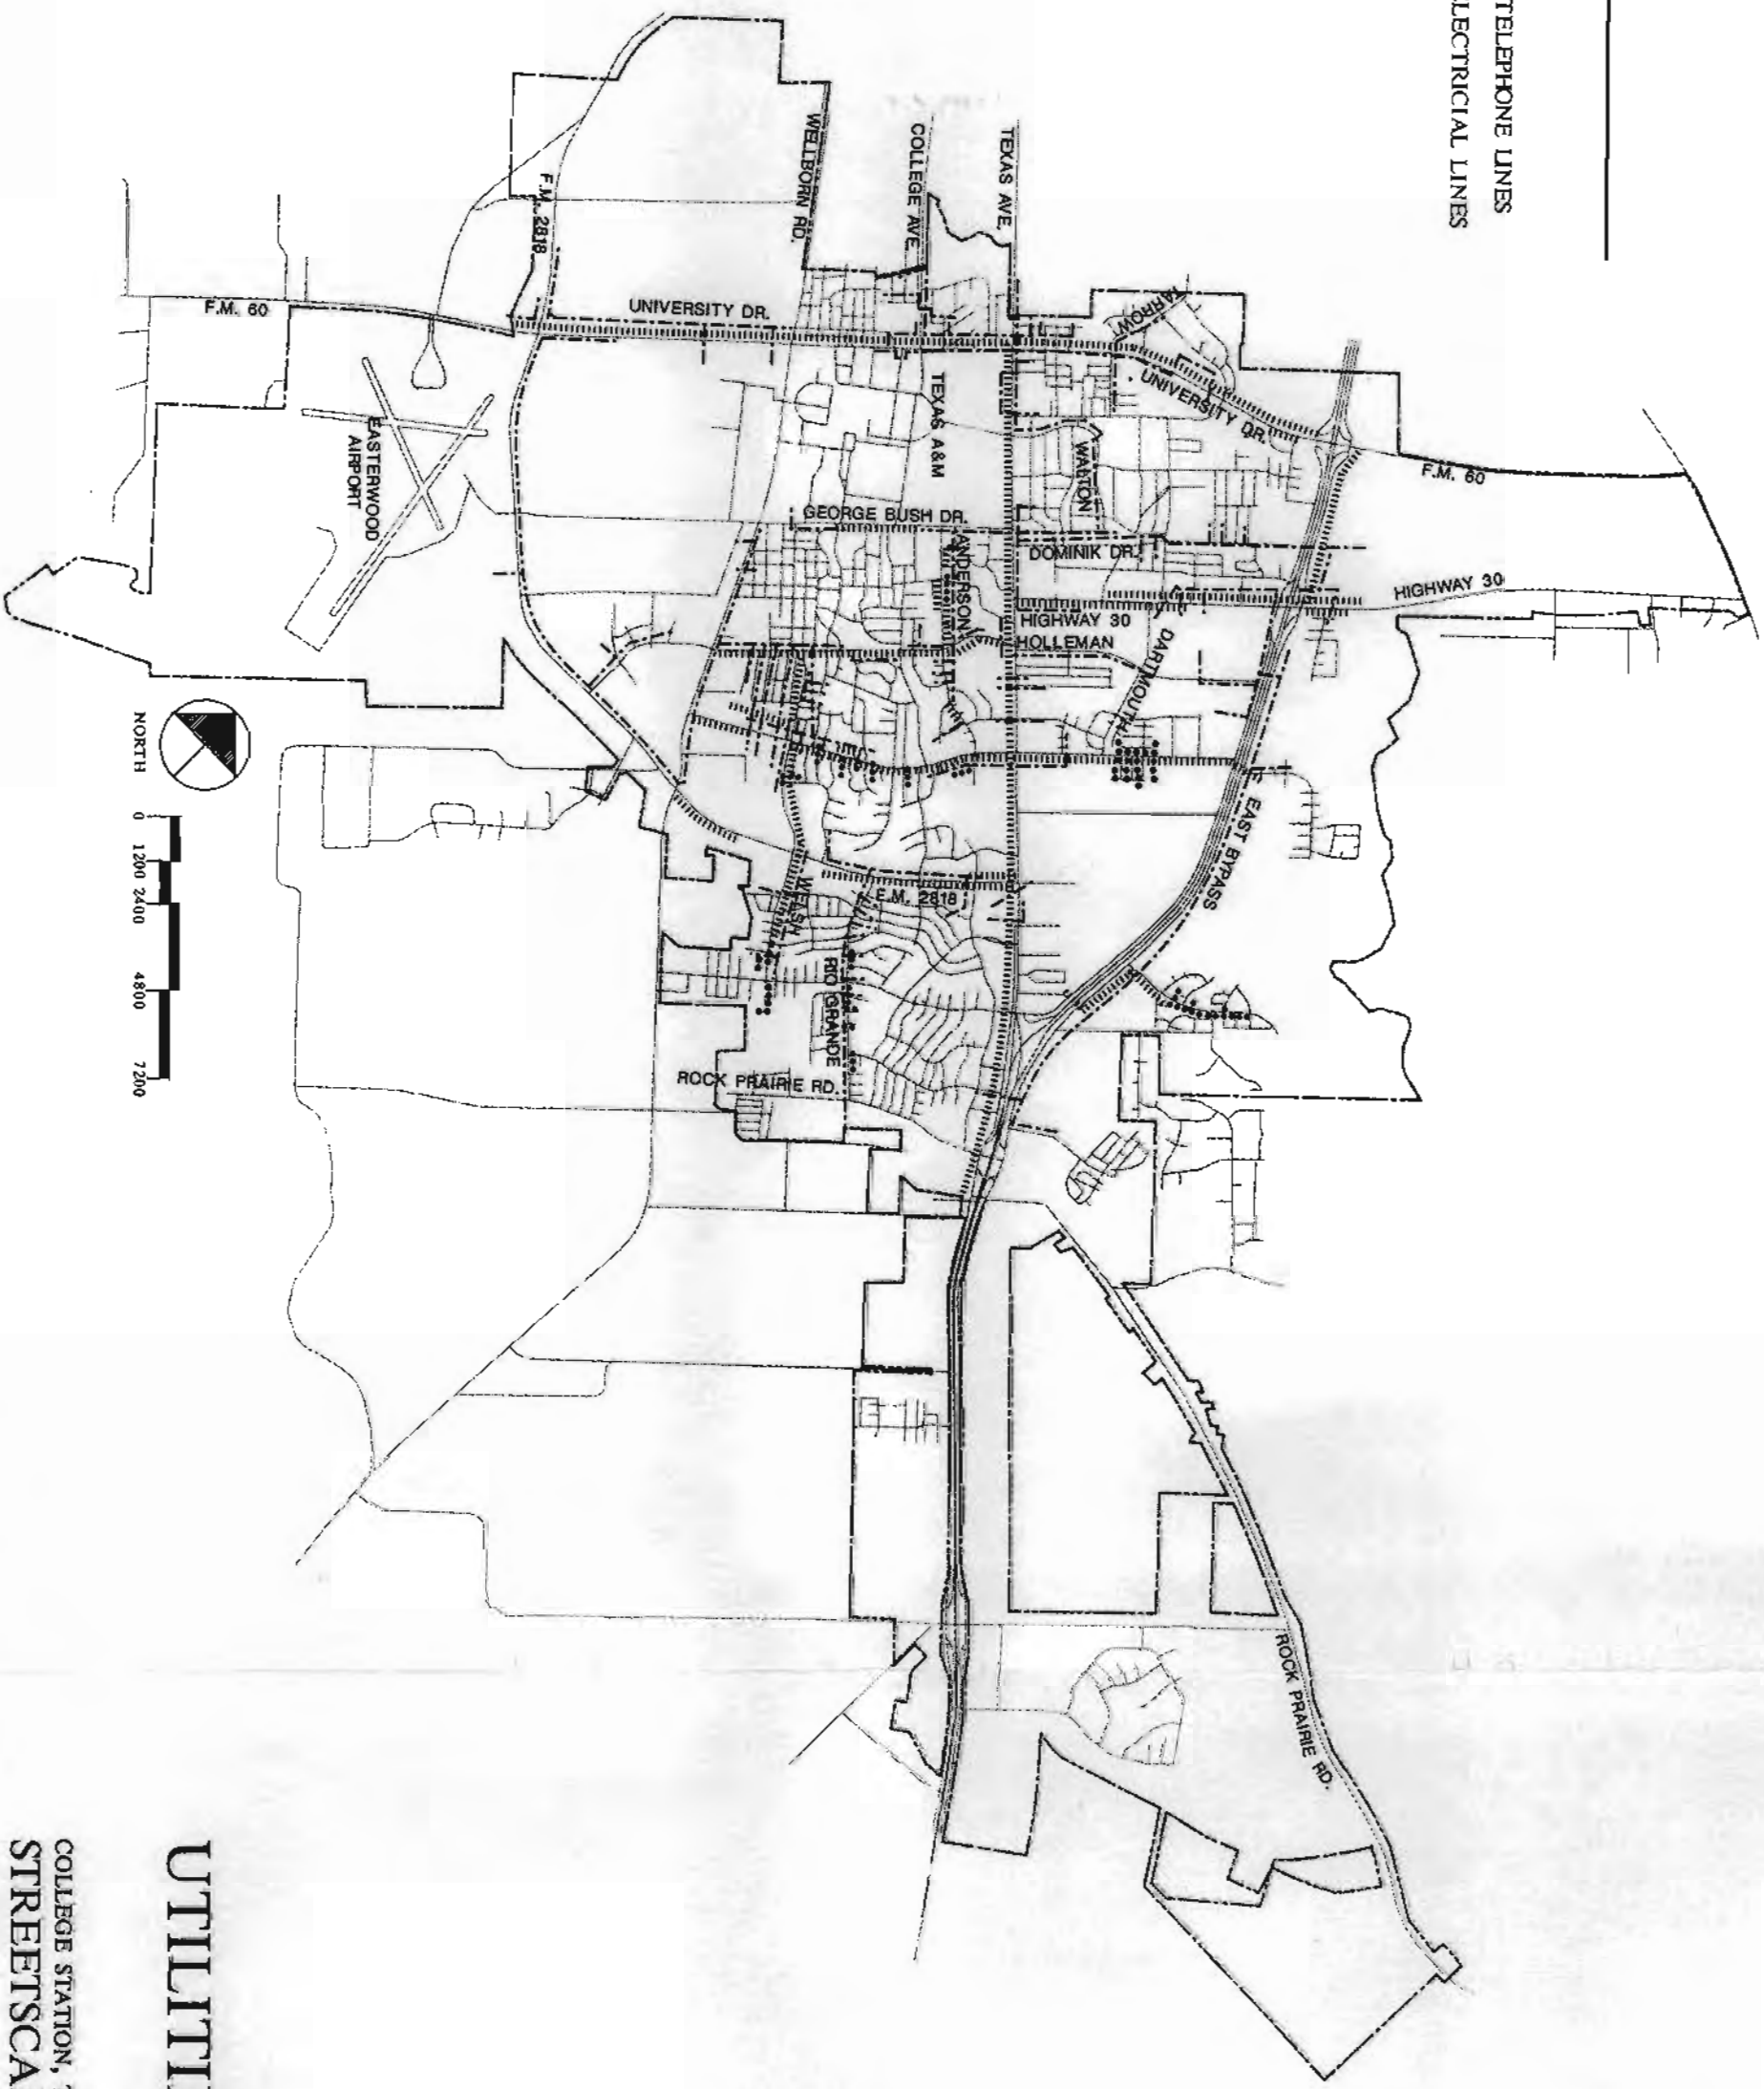 TELEPHONE LINES
LECTRICIAL LINES
WELLBORN RD.
COLLEGE AVE.
TEXAS AVE.
F.M. 2818
F.M. 60
UNIVERSITY DR.
TARROW
UNIVERSITY DR.
F.M. 60
EASTERWOOD
AIRPORT
TEXAS A&M
WALTON
GEORGE BUSH DR.
ANDERSON
DOMINIK DR.
HIGHWAY 30
HIGHWAY 30
HOLLEMAN
DARTMOUTH
EAST BYPASS
F.M. 2818
WELSH
RIO GRANDE
ROCK PRAIRIE RD.
ROCK PRAIRIE RD.
NORTH
0 1200 2400 4800 7200
UTILITI
COLLEGE STATION,
STREETSCA